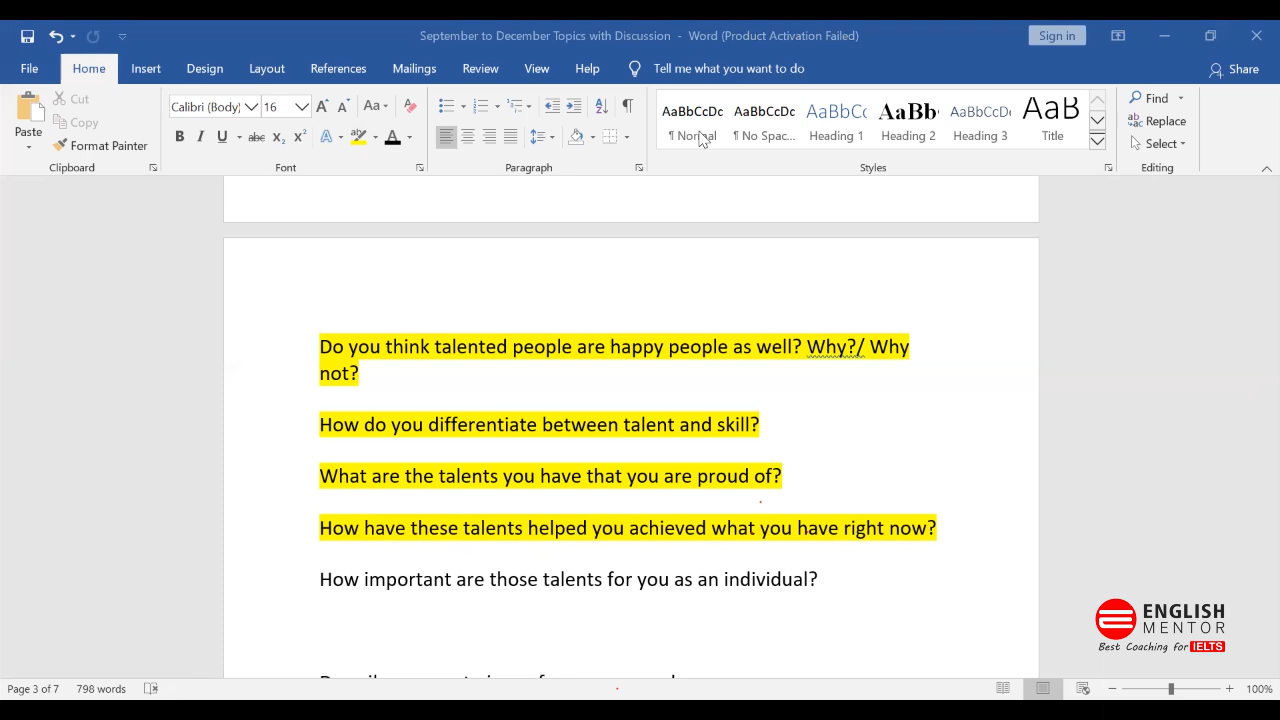 September to December Topics with Discussion - Word (Product Activation Failed)
Sign in
File Home Insert Design Layout References Mailings Review View Help Tell me what you want to do Share
Paste
Cut
Copy
Format Painter
Clipboard
Calibri (Body) 16 A A Aa
B I U abc X₂ X² A A
Font
Paragraph
AaBbCcDc AaBbCcDc AaBbCc AaBb AaBbCcDc AaB
¶ Normal ¶ No Spac... Heading 1 Heading 2 Heading 3 Title
Styles
Find
Replace
Select
Editing
Do you think talented people are happy people as well? Why?/ Why
not?
How do you differentiate between talent and skill?
What are the talents you have that you are proud of?
How have these talents helped you achieved what you have right now?
How important are those talents for you as an individual?
ENGLISH
MENTOR
Best Coaching for IELTS
Page 3 of 7 798 words 100%